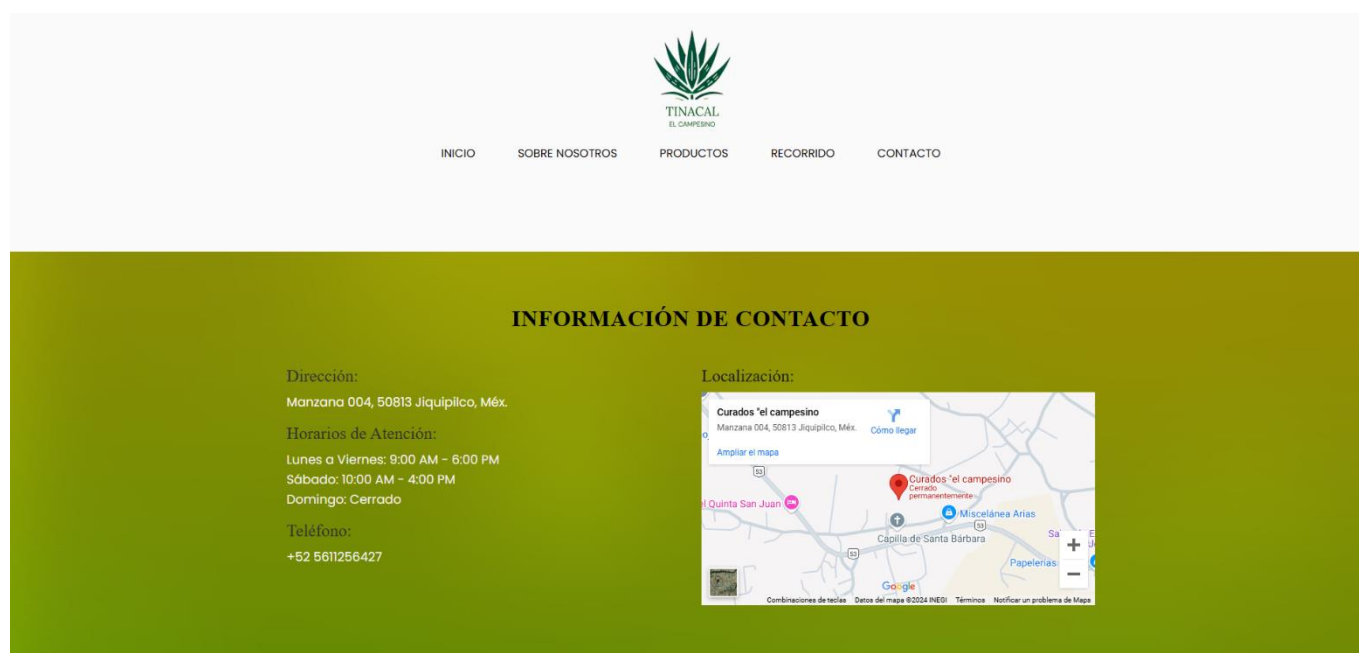 TINACAL
EL CAMPESINO
INICIO SOBRE NOSOTROS PRODUCTOS RECORRIDO CONTACTO
INFORMACIÓN DE CONTACTO
Dirección:
Manzana 004, 50813 Jiquipilco, Méx.
Horarios de Atención:
Lunes a Viernes: 9:00 AM - 6:00 PM
Sábado: 10:00 AM - 4:00 PM
Domingo: Cerrado
Teléfono:
+52 5611256427
Localización:
Curados "el campesino
Manzana 004, 50813 Jiquipilco, Méx.
Cómo llegar
Ampliar el mapa
53
Curados "el campesino
Cerrado
permanentemente
el Quinta San Juan
Miscelánea Arias
53
Capilla de Santa Bárbara
53
Papelerías
Google
Combinaciones de teclas Datos del mapa ©2024 INEGI Términos Notificar un problema de Maps